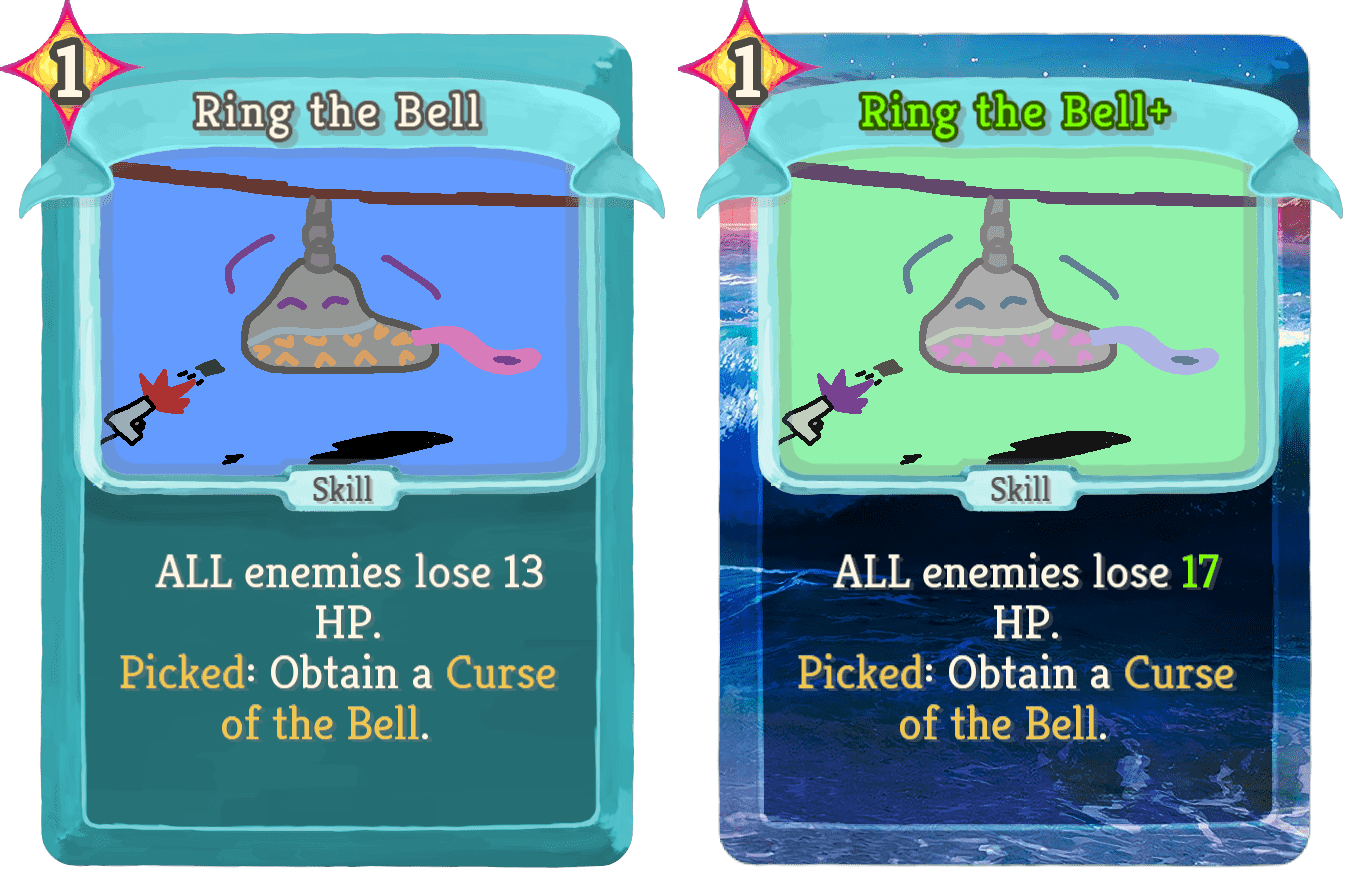 1
Ring the Bell
Skill
ALL enemies lose 13
HP.
Picked: Obtain a Curse
of the Bell.
1
Ring the Bell+
Skill
ALL enemies lose 17
HP.
Picked: Obtain a Curse
of the Bell.